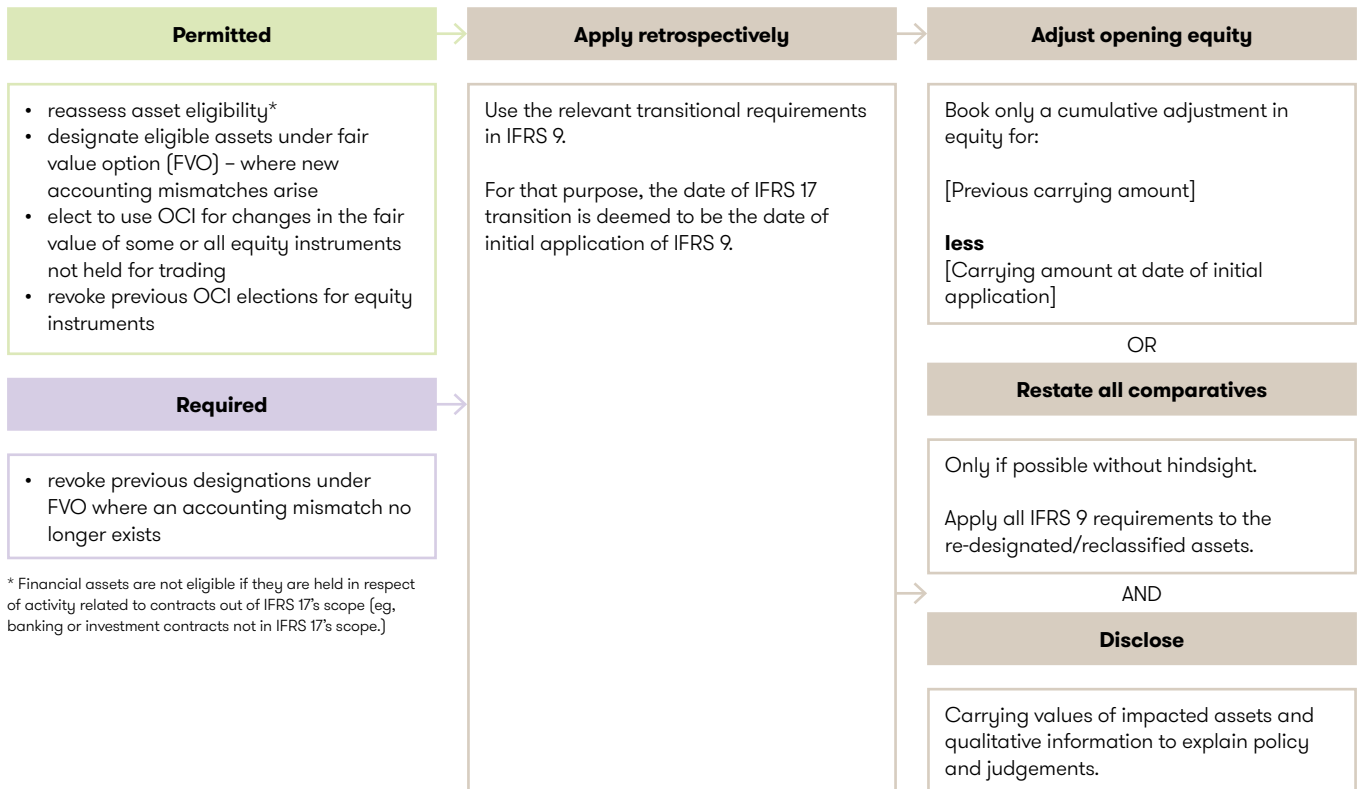 Permitted
• reassess asset eligibility*
• designate eligible assets under fair
value option (FVO) – where new
accounting mismatches arise
• elect to use OCI for changes in the fair
value of some or all equity instruments
not held for trading
• revoke previous OCI elections for equity
instruments
Required
• revoke previous designations under
FVO where an accounting mismatch no
longer exists
* Financial assets are not eligible if they are held in respect
of activity related to contracts out of IFRS 17’s scope (eg,
banking or investment contracts not in IFRS 17’s scope.)
Apply retrospectively
Use the relevant transitional requirements
in IFRS 9.
For that purpose, the date of IFRS 17
transition is deemed to be the date of
initial application of IFRS 9.
Adjust opening equity
Book only a cumulative adjustment in
equity for:
[Previous carrying amount]
less
[Carrying amount at date of initial
application]
OR
Restate all comparatives
Only if possible without hindsight.
Apply all IFRS 9 requirements to the
re-designated/reclassified assets.
AND
Disclose
Carrying values of impacted assets and
qualitative information to explain policy
and judgements.